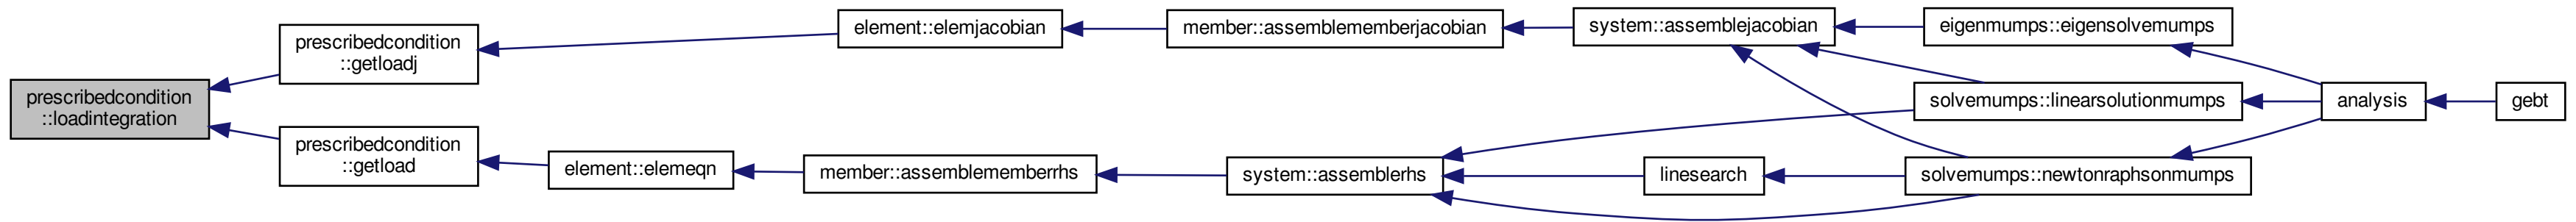 prescribedcondition
::loadintegration
prescribedcondition
::getloadj
element::elemjacobian
member::assemblememberjacobian
system::assemblejacobian
eigenmumps::eigensolvemumps
solvemumps::linearsolutionmumps
analysis
gebt
prescribedcondition
::getload
element::elemeqn
member::assemblememberrhs
system::assemblerhs
linesearch
solvemumps::newtonraphsonmumps